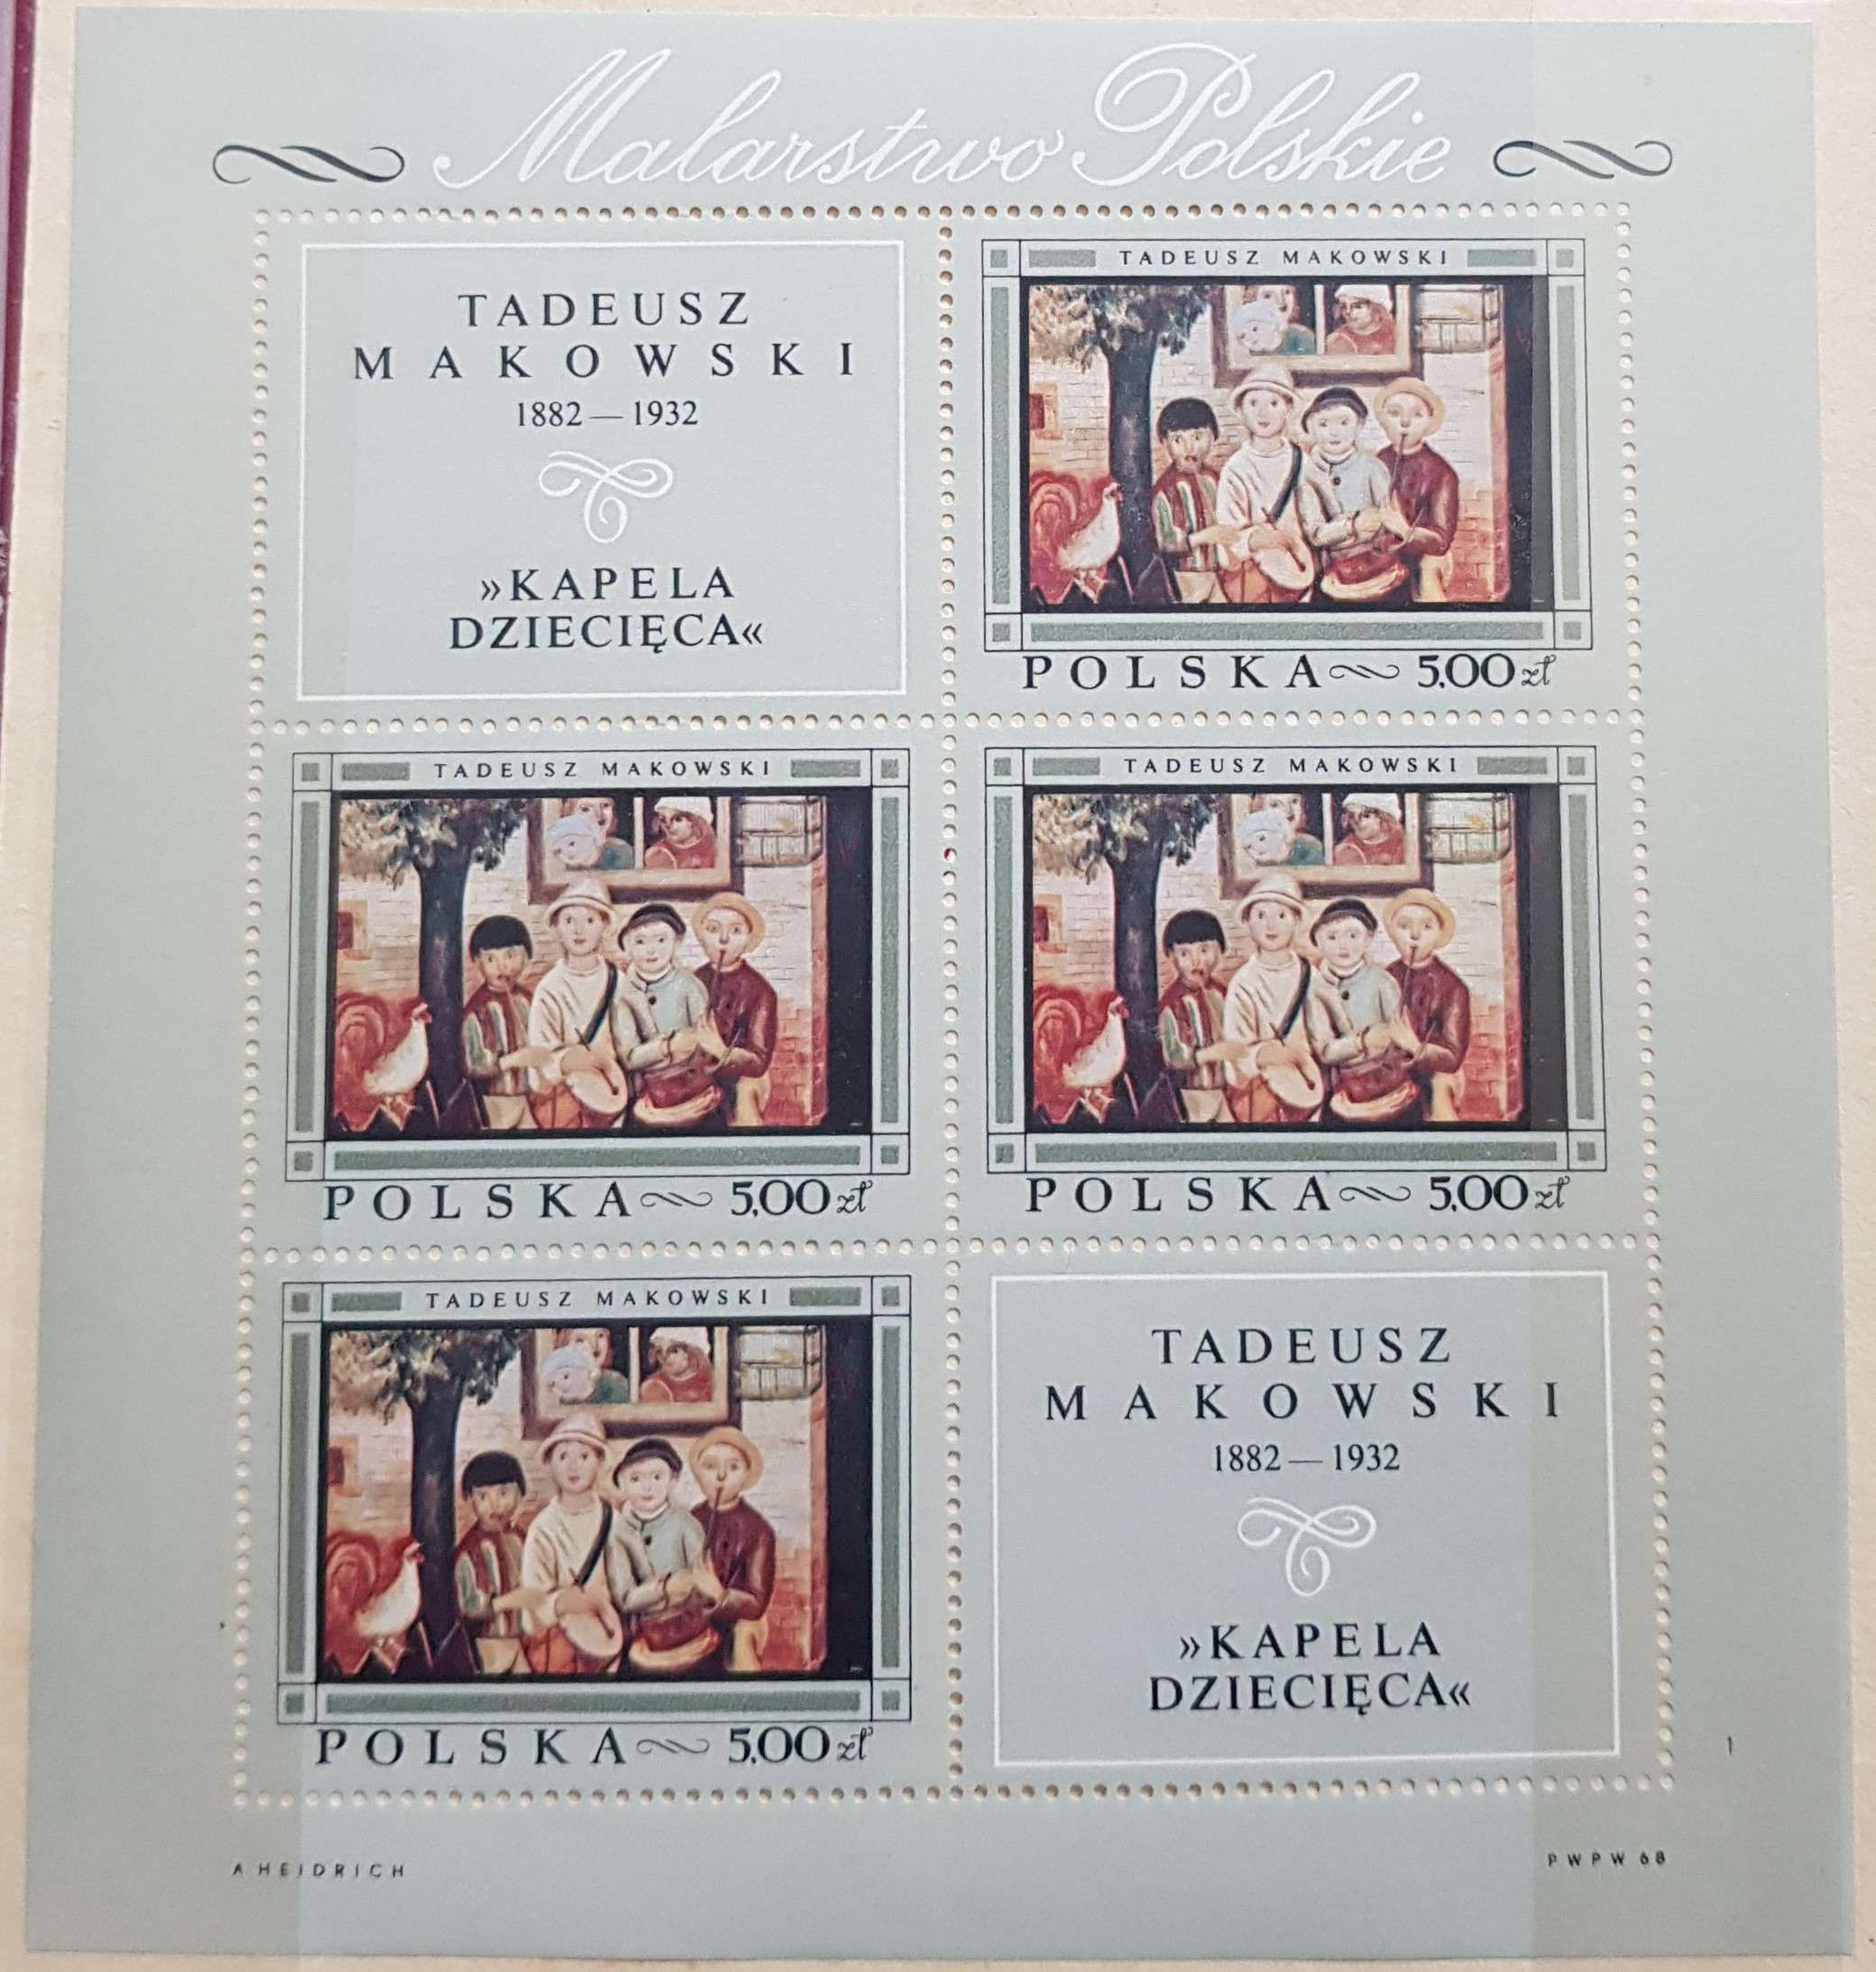 Malarstwo Polskie
TADEUSZ
MAKOWSKI
1882—1932
»KAPELA
DZIECIĘCA«
TADEUSZ MAKOWSKI
POLSKA 5.00 zł
TADEUSZ MAKOWSKI
POLSKA 5.00 zł
TADEUSZ MAKOWSKI
POLSKA 5.00 zł
TADEUSZ MAKOWSKI
POLSKA 5.00 zł
TADEUSZ
MAKOWSKI
1882—1932
»KAPELA
DZIECIĘCA«
1
A HEIDRICH
PWPW 68